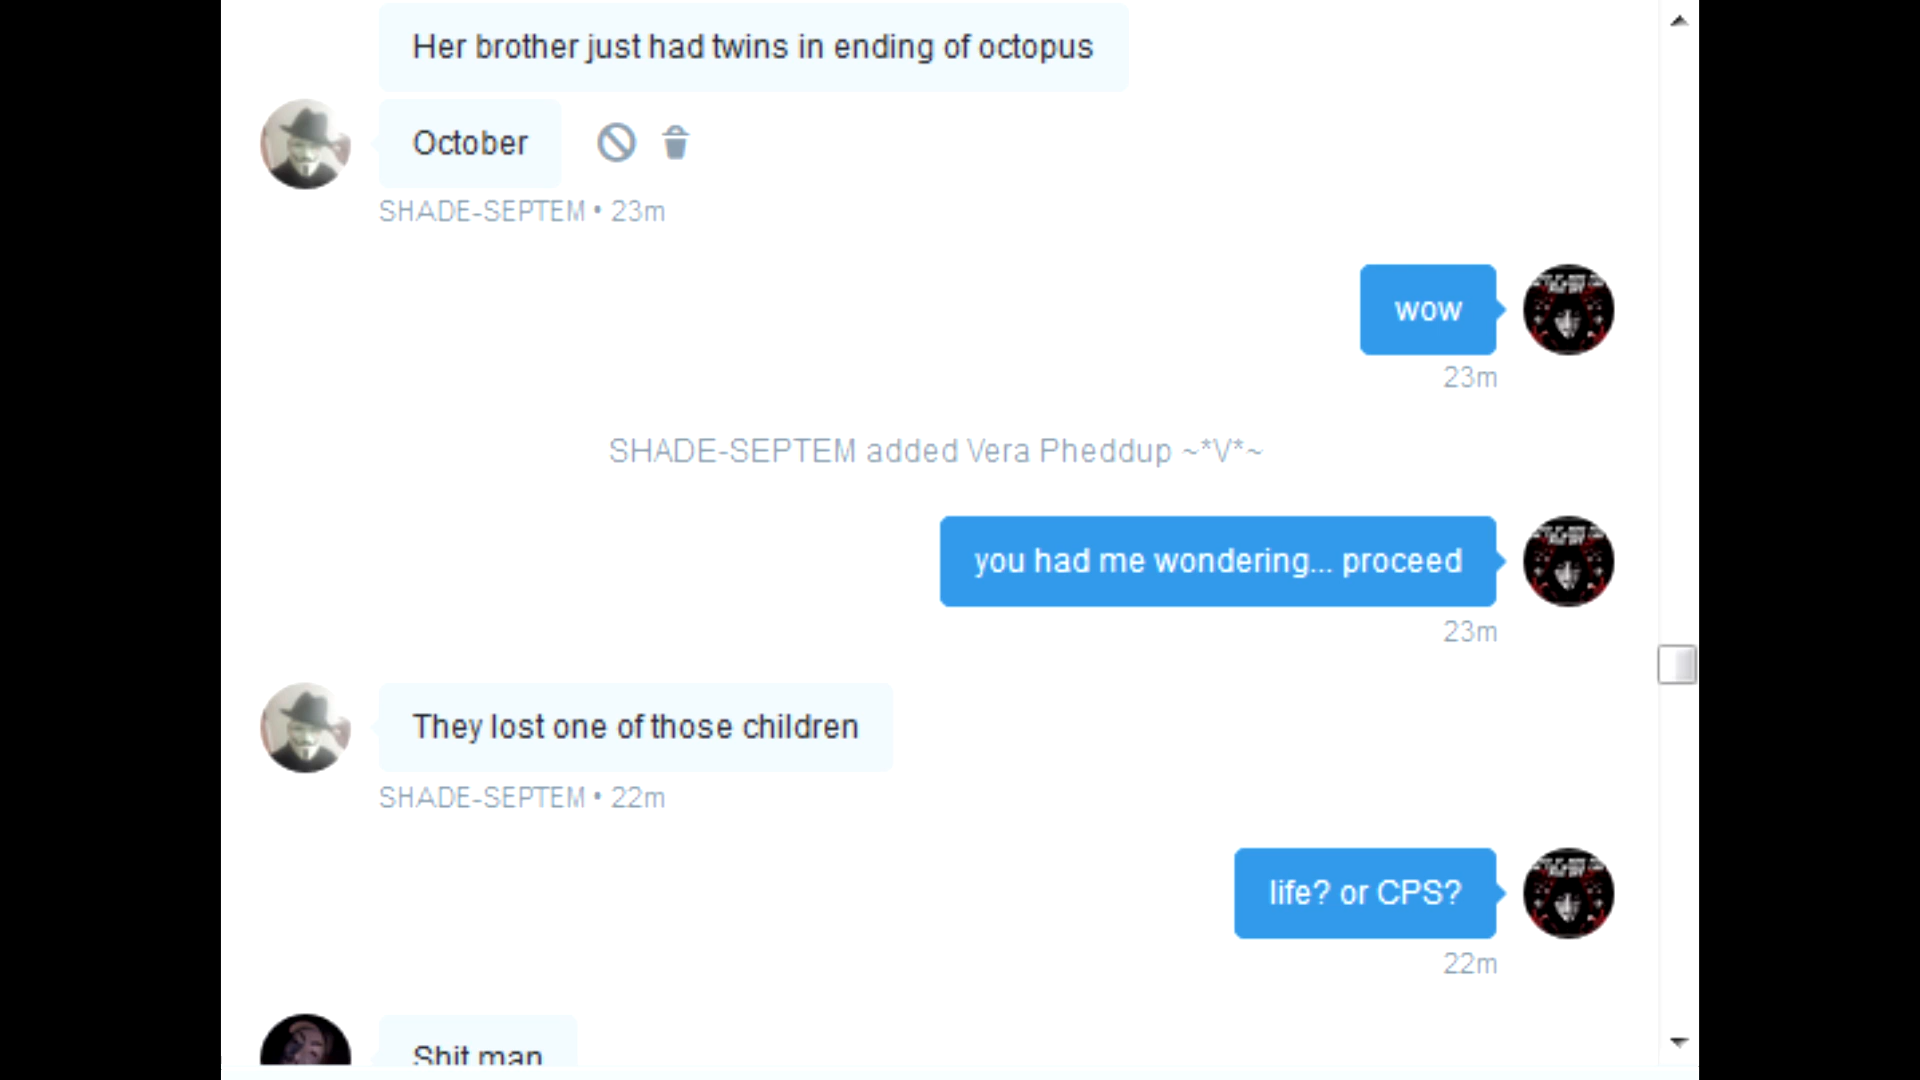 Her brother just had twins in ending of octopus
October
SHADE-SEPTEM • 23m
wow
23m
SHADE-SEPTEM added Vera Pheddup ~*V*~
you had me wondering... proceed
23m
They lost one of those children
SHADE-SEPTEM • 22m
life? or CPS?
22m
Shit man